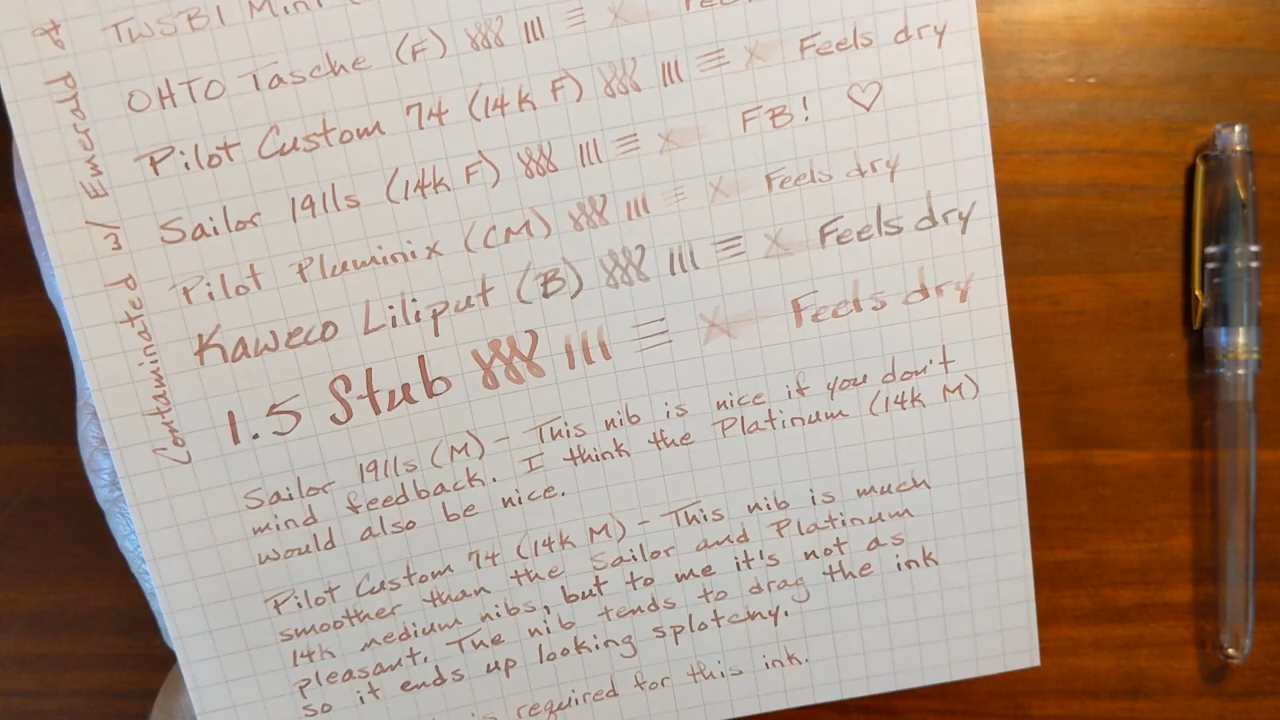 TWSBI Mini
OHTO Tasche (F)
Pilot Custom 74 (14k F) Feels dry
Sailor 1911s (14k F) FB! ♡
Pilot Pluminix (CM) Feels dry
Kaweco Liliput (B) Feels dry
1.5 Stub Feels dry
Sailor 1911s (M) - This nib is nice if you don't
mind feedback. I think the Platinum (14k M)
would also be nice.
Pilot Custom 74 (14k M) - This nib is much
smoother than the Sailor and Platinum
14k medium nibs, but to me it's not as
pleasant. The nib tends to drag the ink
so it ends up looking splotchy.
is required for this ink.
Contaminated w/ Emerald